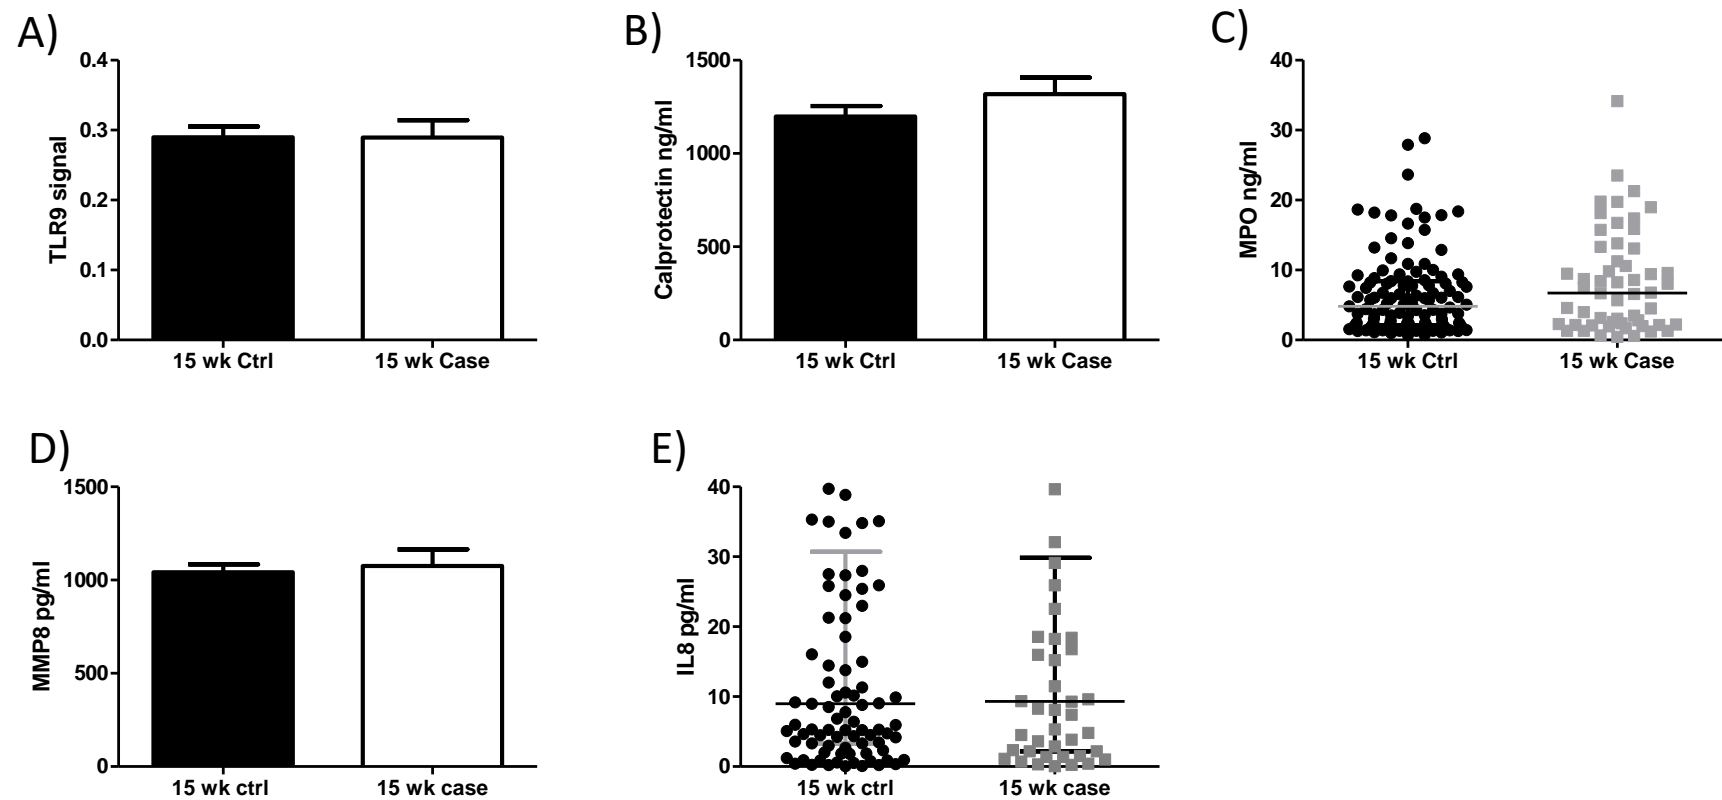 A)
TLR9 signal
0.4
0.3
0.2
0.1
0.0
15 wk Ctrl
15 wk Case
B)
Calprotectin ng/ml
1500
1000
500
0
15 wk Ctrl
15 wk Case
C)
MPO ng/ml
40
30
20
10
0
15 wk Ctrl
15 wk Case
D)
MMP8 pg/ml
1500
1000
500
0
15 wk ctrl
15 wk case
E)
IL8 pg/ml
40
30
20
10
0
15 wk ctrl
15 wk case